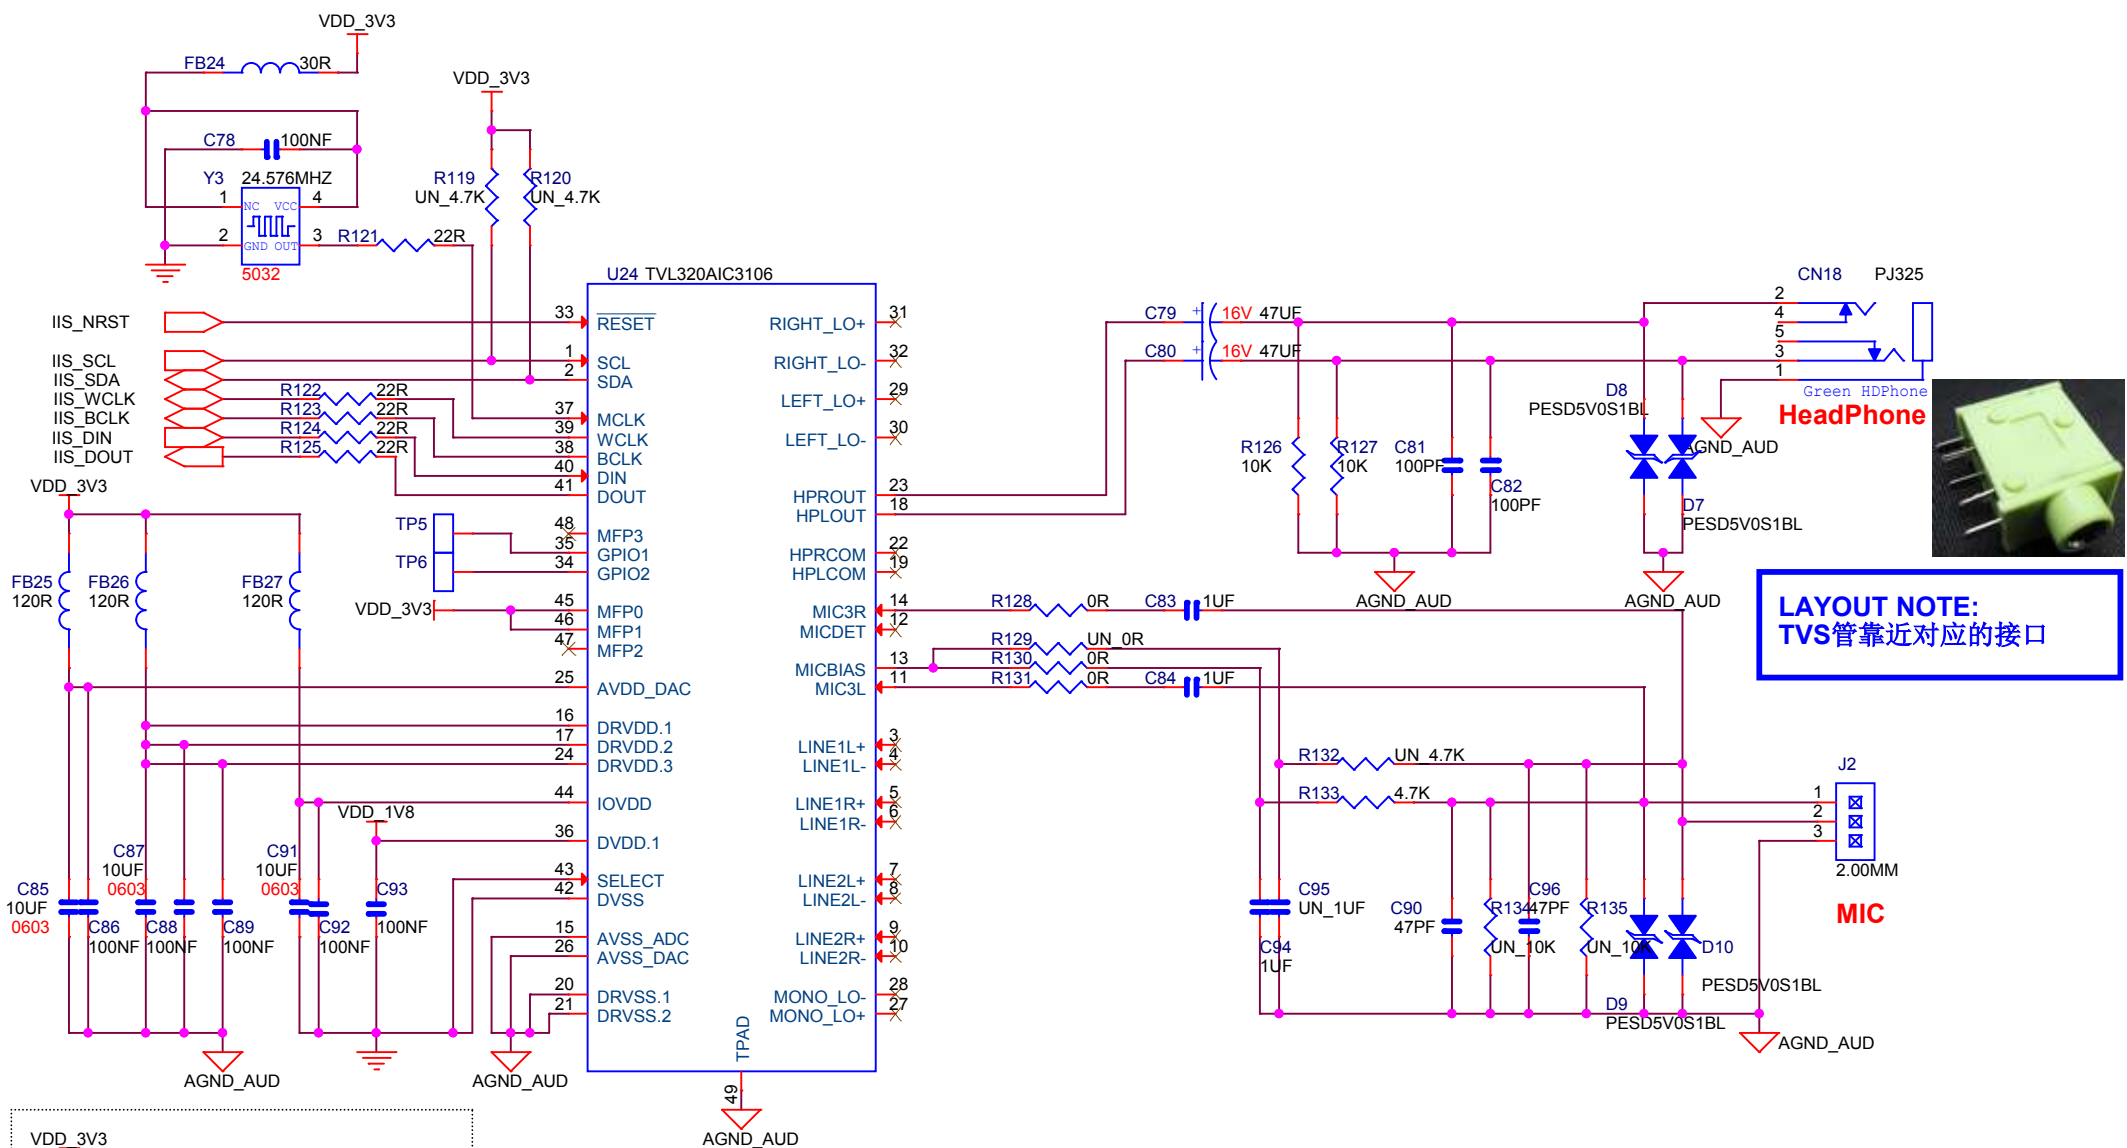 VDD_3V3
FB24 30R
VDD_3V3
C78 100NF
Y3 24.576MHZ
1 NC VCC 4
2 GND OUT 3
5032
R121 22R
R119
UN_4.7K
R120
UN_4.7K
U24 TVL320AIC3106
IIS_NRST
IIS_SCL
IIS_SDA
IIS_WCLK
IIS_BCLK
IIS_DIN
IIS_DOUT
R122 22R
R123 22R
R124 22R
R125 22R
33 RESET
1 SCL
2 SDA
37 MCLK
39 WCLK
38 BCLK
40 DIN
41 DOUT
48 MFP3
35 GPIO1
34 GPIO2
45 MFP0
46 MFP1
47 MFP2
25 AVDD_DAC
16 DRVDD.1
17 DRVDD.2
24 DRVDD.3
44 IOVDD
36 DVDD.1
43 SELECT
42 DVSS
15 AVSS_ADC
26 AVSS_DAC
20 DRVSS.1
21 DRVSS.2
TPAD
49
AGND_AUD
TP5
TP6
VDD_3V3
VDD_3V3
FB25
120R
FB26
120R
FB27
120R
VDD_1V8
C85
10UF
0603
C86
100NF
C87
10UF
0603
C88
100NF
C89
100NF
C91
10UF
0603
C92
100NF
C93
100NF
AGND_AUD
AGND_AUD
VDD_3V3
RIGHT_LO+ 31
RIGHT_LO- 32
LEFT_LO+ 29
LEFT_LO- 30
HPROUT 23
HPLOUT 18
HPRCOM 22
HPLCOM 19
MIC3R 14
MICDET 12
MICBIAS 13
MIC3L 11
LINE1L+ 3
LINE1L- 4
LINE1R+ 5
LINE1R- 6
LINE2L+ 7
LINE2L- 8
LINE2R+ 9
LINE2R- 10
MONO_LO- 28
MONO_LO+ 27
C79 + 16V 47UF
C80 + 16V 47UF
R126
10K
R127
10K
C81
100PF
C82
100PF
AGND_AUD
D8
PESD5V0S1BL
D7
PESD5V0S1BL
AGND_AUD
CN18 PJ325
2
4
5
3
1
Green HDPhone
HeadPhone
AGND_AUD
LAYOUT NOTE:
TVS管靠近对应的接口
R128 0R C83 1UF
R129 UN_0R
R130 0R
R131 0R C84 1UF
R132 UN_4.7K
R133 4.7K
C95
UN_1UF
C94
1UF
C90
47PF
R134
UN_10K
C96
47PF
R135
UN_10K
D9
PESD5V0S1BL
D10
PESD5V0S1BL
J2
1
2
3
2.00MM
MIC
AGND_AUD